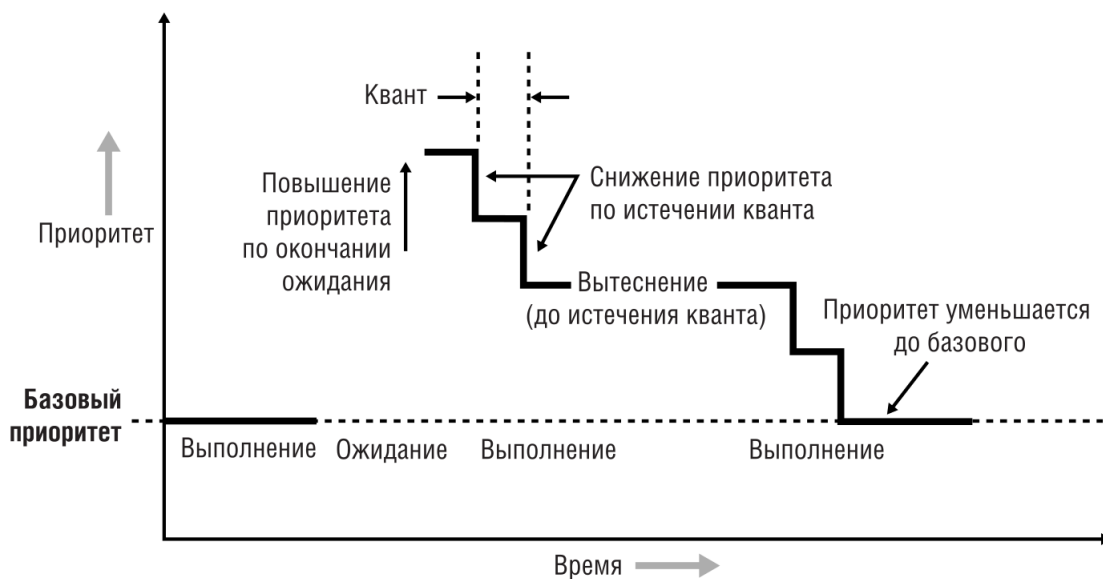 Квант
Повышение
приоритета
по окончании
ожидания
Снижение приоритета
по истечении кванта
Приоритет
Вытеснение
(до истечения кванта)
Приоритет уменьшается
до базового
Базовый
приоритет
Выполнение Ожидание Выполнение Выполнение
Время